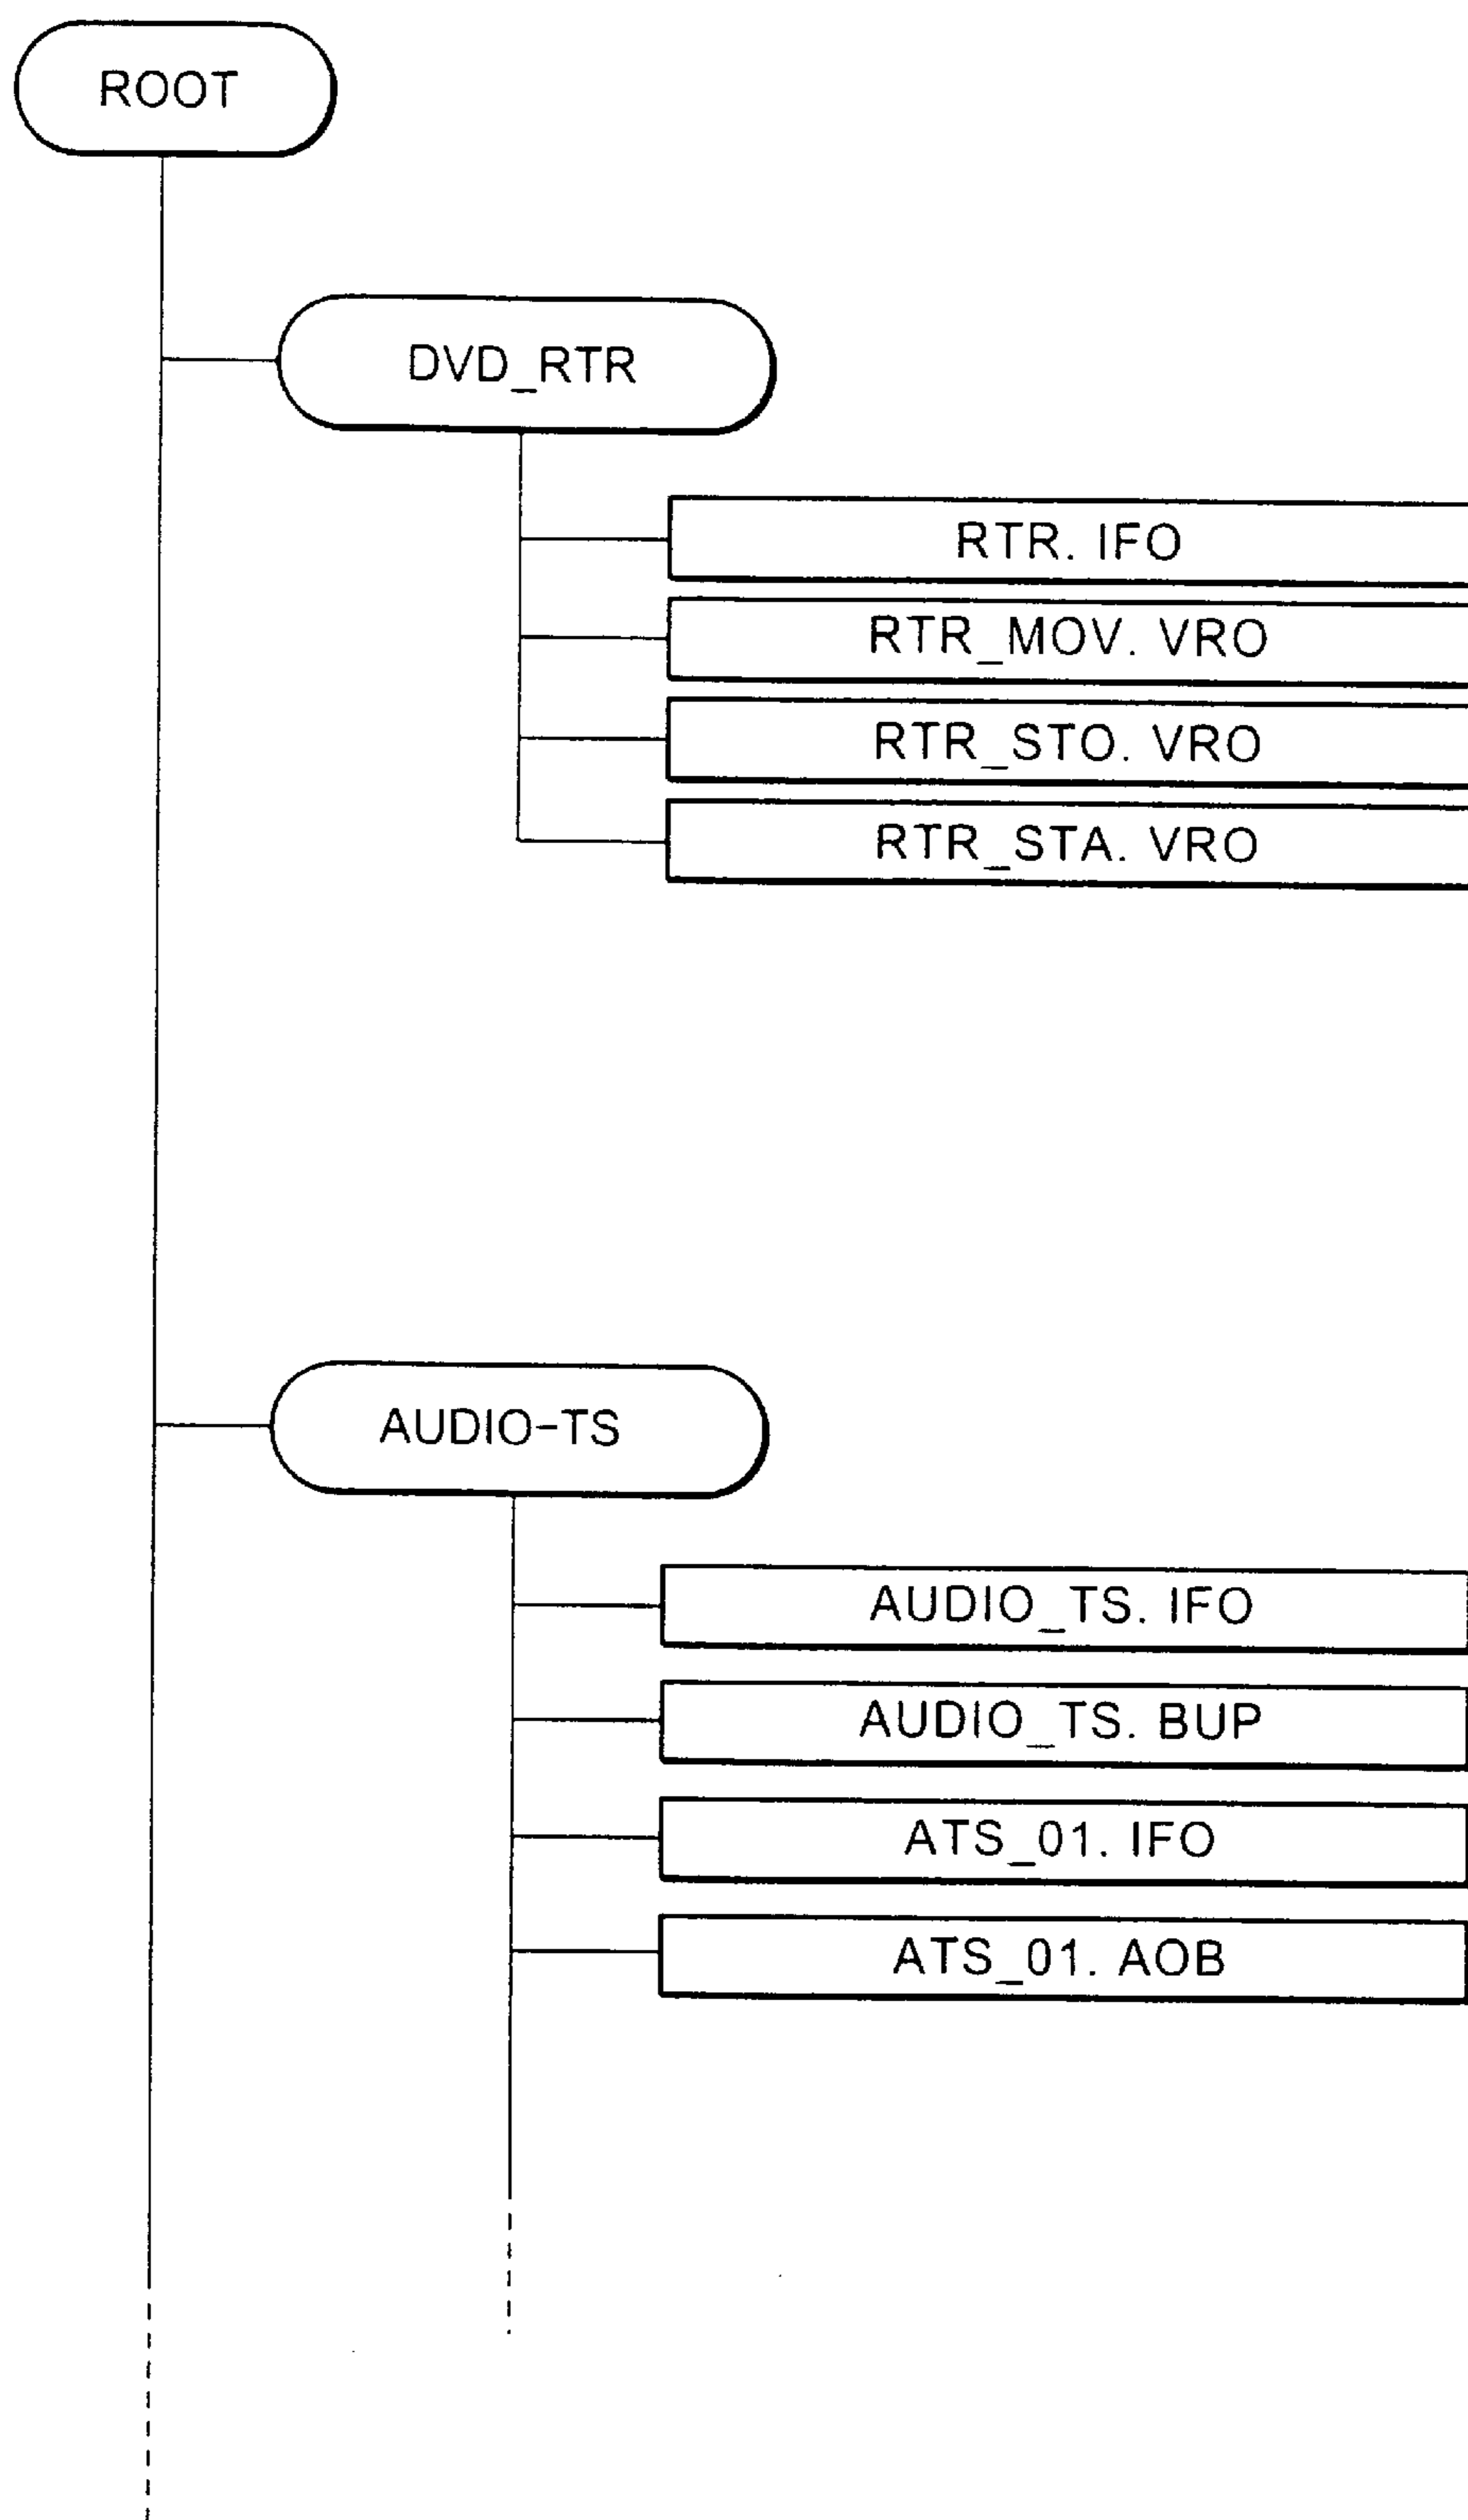 ROOT
DVD_RTR
RTR. IFO
RTR_MOV. VRO
RTR_STO. VRO
RTR_STA. VRO
AUDIO-TS
AUDIO_TS. IFO
AUDIO_TS. BUP
ATS_01. IFO
ATS_01. AOB